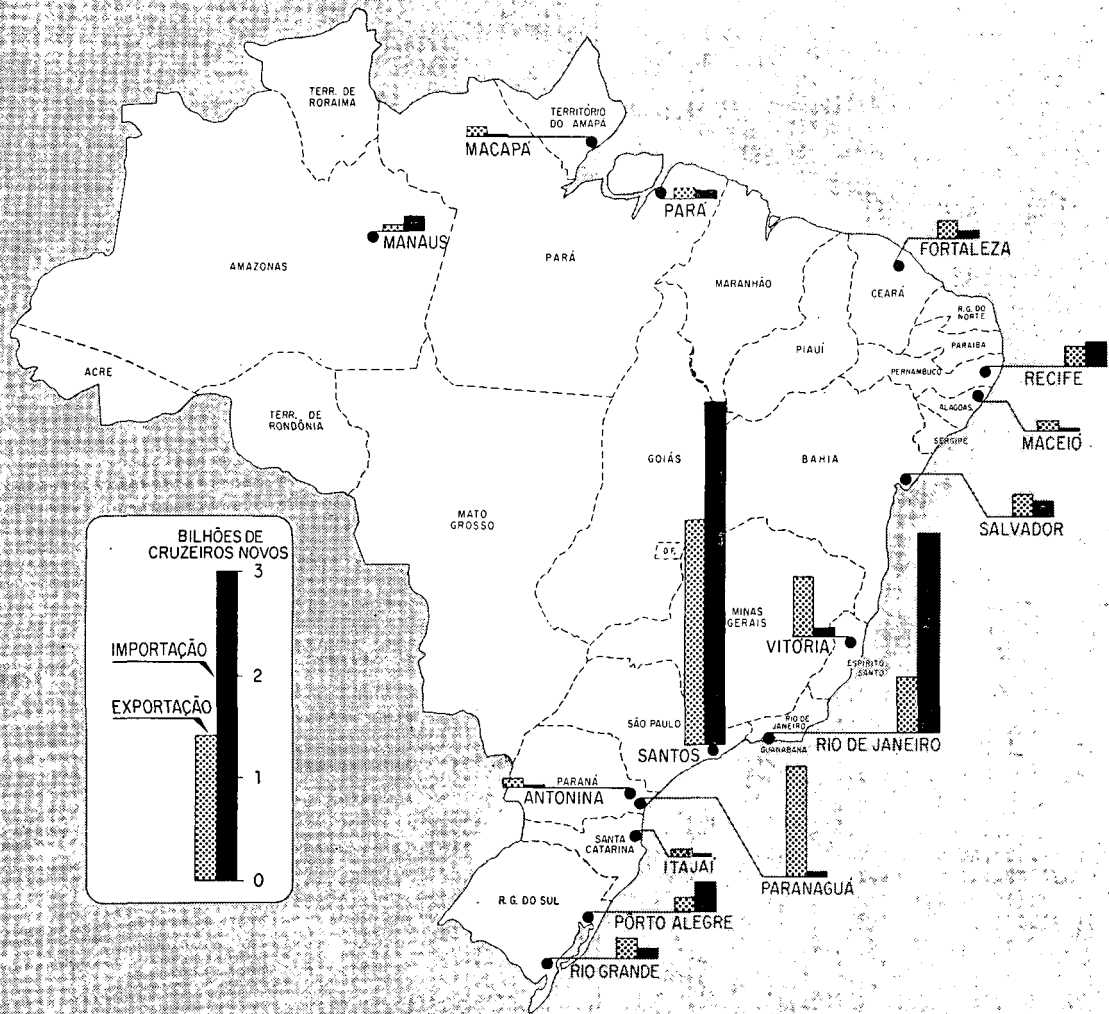 TERR. DE
RORAIMA
TERRITÓRIO
DO AMAPÁ
MACAPÁ
PARÁ
MANAUS
FORTALEZA
AMAZONAS
PARÁ
MARANHÃO
CEARÁ
R.G. DO
NORTE
PARAIBA
PIAUÍ
PERNAMBUCO
RECIFE
ACRE
ALAGOAS
TERR. DE
RONDÔNIA
SERGIPE
MACEIO
GOIÁS
BAHIA
MATO
GROSSO
SALVADOR
BILHÕES DE
CRUZEIROS NOVOS
3
IMPORTAÇÃO
2
EXPORTAÇÃO
1
0
D F
MINAS
GERAIS
VITÓRIA
ESPÍRITO
SANTO
SÃO PAULO
RIO DE
JANEIRO
GUANABARA
SANTOS
RIO DE JANEIRO
PARANÁ
ANTONINA
SANTA
CATARINA
ITAJAÍ
PARANAGUÁ
R. G. DO SUL
PÔRTO ALEGRE
RIO GRANDE